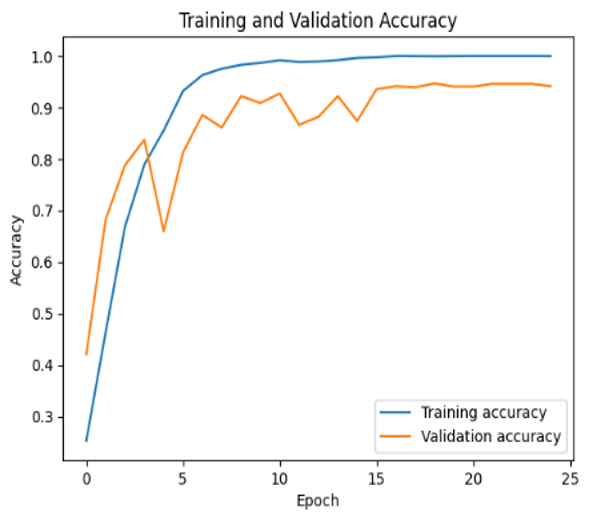 Training and Validation Accuracy
1.0
0.9
0.8
0.7
0.6
0.5
0.4
0.3
Accuracy
Training accuracy
Validation accuracy
0 5 10 15 20 25
Epoch